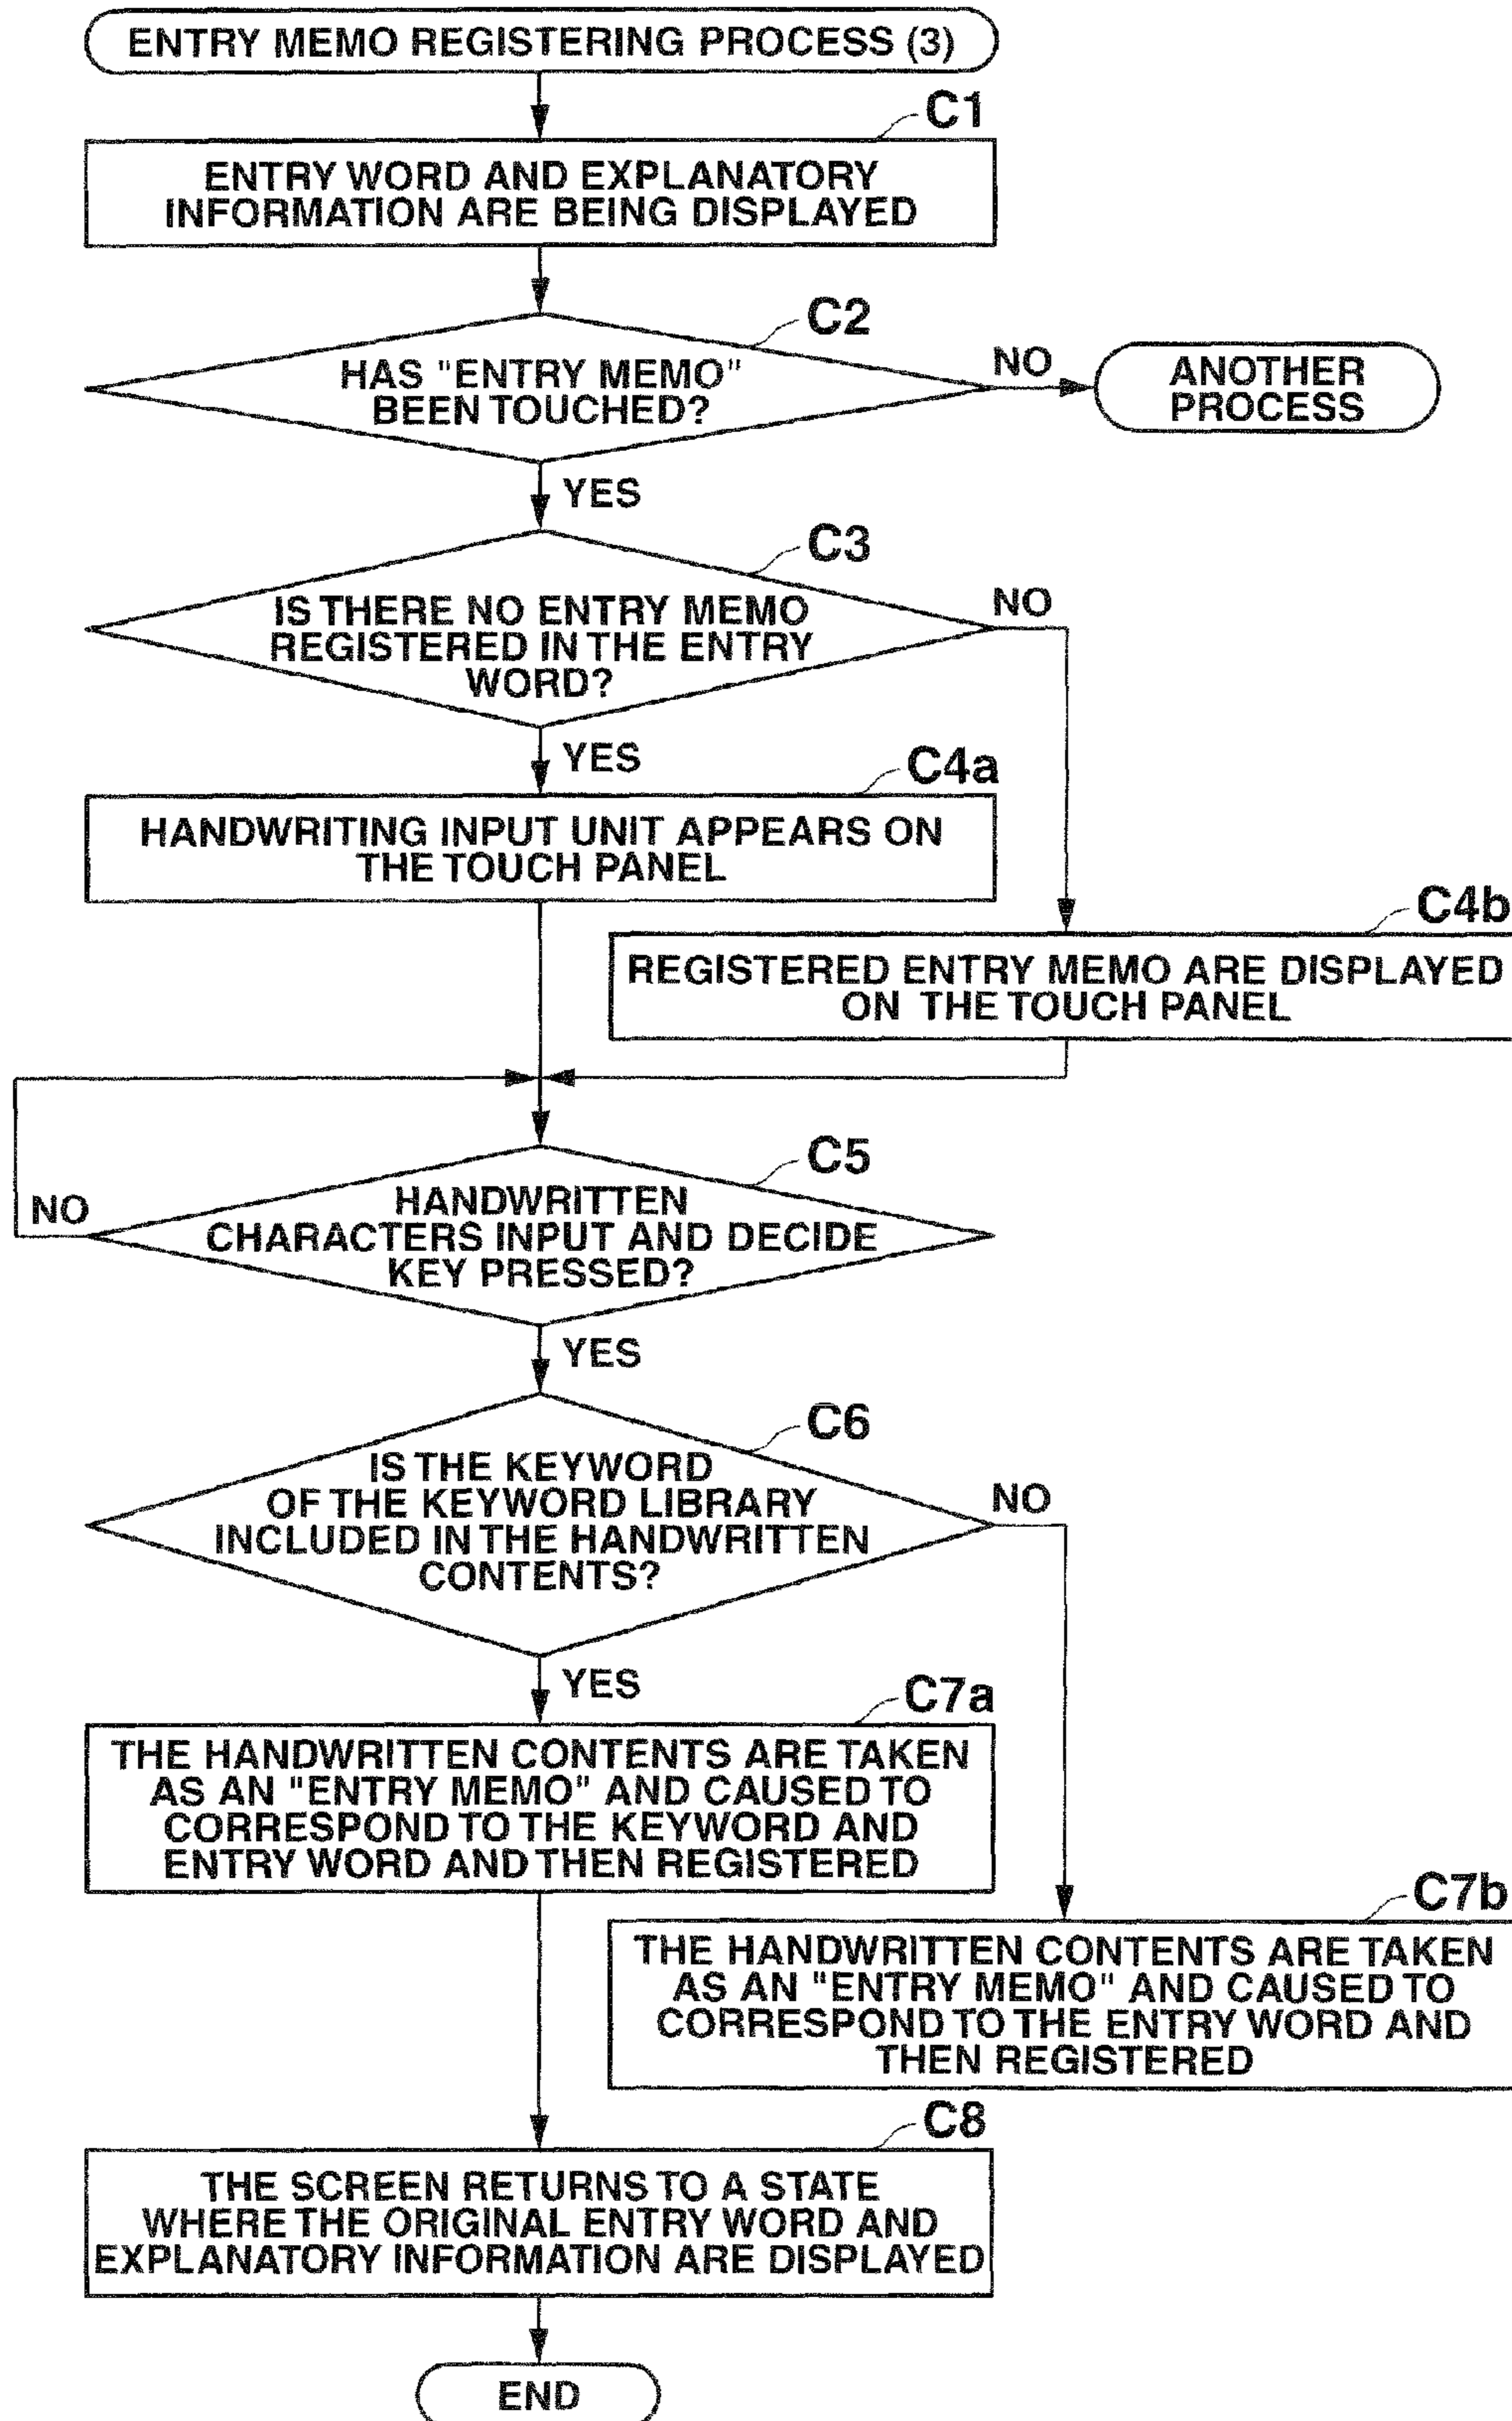 ENTRY MEMO REGISTERING PROCESS (3)
C1
ENTRY WORD AND EXPLANATORY
INFORMATION ARE BEING DISPLAYED
C2
HAS "ENTRY MEMO"
BEEN TOUCHED?
NO
ANOTHER
PROCESS
YES
C3
IS THERE NO ENTRY MEMO
REGISTERED IN THE ENTRY
WORD?
NO
YES
C4a
HANDWRITING INPUT UNIT APPEARS ON
THE TOUCH PANEL
C4b
REGISTERED ENTRY MEMO ARE DISPLAYED
ON THE TOUCH PANEL
C5
HANDWRITTEN
CHARACTERS INPUT AND DECIDE
KEY PRESSED?
NO
YES
C6
IS THE KEYWORD
OF THE KEYWORD LIBRARY
INCLUDED IN THE HANDWRITTEN
CONTENTS?
NO
YES
C7a
THE HANDWRITTEN CONTENTS ARE TAKEN
AS AN "ENTRY MEMO" AND CAUSED TO
CORRESPOND TO THE KEYWORD AND
ENTRY WORD AND THEN REGISTERED
C7b
THE HANDWRITTEN CONTENTS ARE TAKEN
AS AN "ENTRY MEMO" AND CAUSED TO
CORRESPOND TO THE ENTRY WORD AND
THEN REGISTERED
C8
THE SCREEN RETURNS TO A STATE
WHERE THE ORIGINAL ENTRY WORD AND
EXPLANATORY INFORMATION ARE DISPLAYED
END